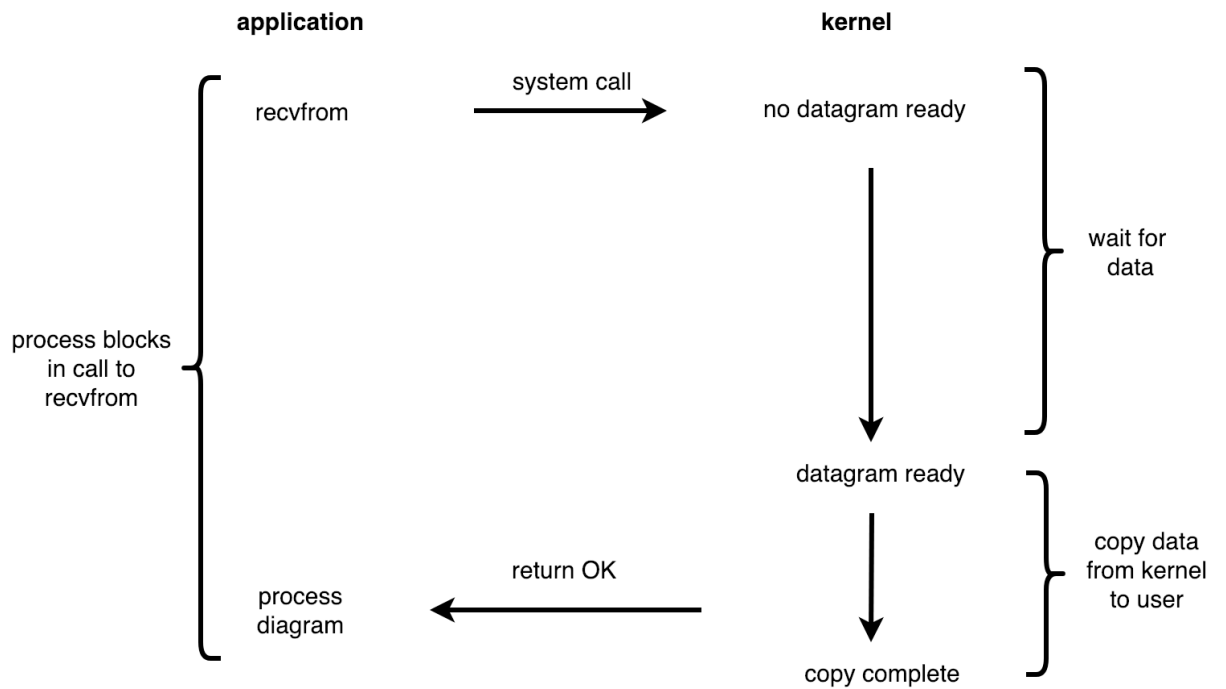 application
kernel
system call
recvfrom
no datagram ready
wait for
data
process blocks
in call to
recvfrom
datagram ready
copy data
from kernel
to user
return OK
process
diagram
copy complete